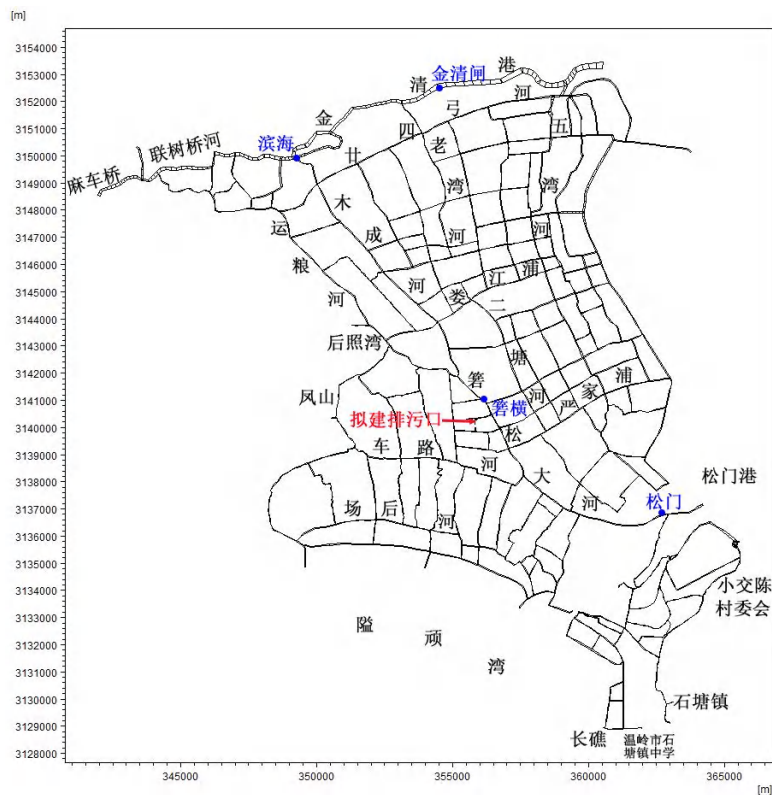 [m]
3154000
3153000
3152000
3151000
3150000
3149000
3148000
3147000
3146000
3145000
3144000
3143000
3142000
3141000
3140000
3139000
3138000
3137000
3136000
3135000
3134000
3133000
3132000
3131000
3130000
3129000
3128000
金清港
金清闸
滨海
联树桥河
麻车桥
廿四弓河
五湾河
老湾河
木成河
运粮河
娄江浦
二塘河
后照湾
凤山
箬松大河
箬横
严家浦
拟建排污口
车路河
场后河
松门港
松门
小交陈
村委会
隘顽湾
石塘镇
长礁
温岭市石
塘镇中学
345000
350000
355000
360000
365000
[m]